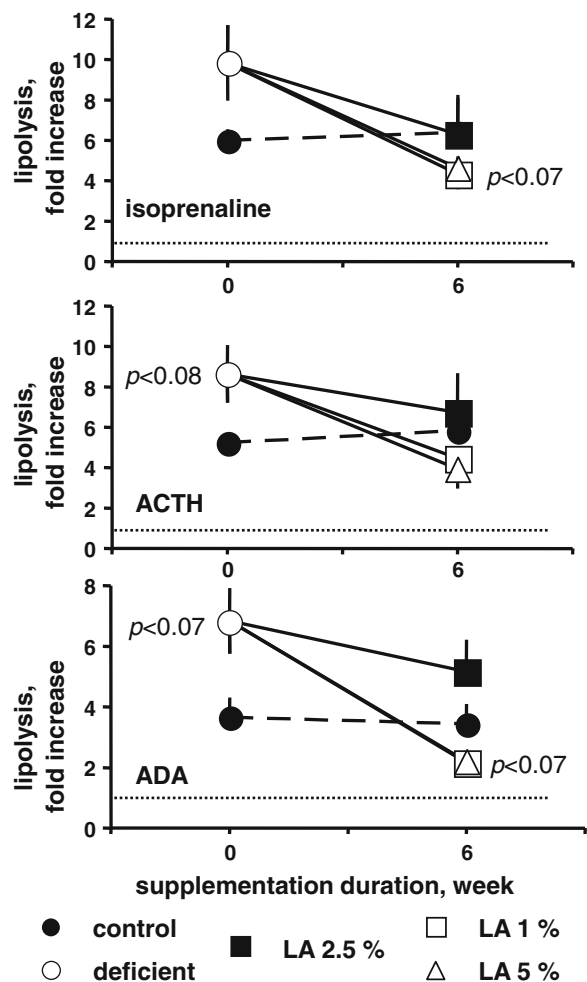 lipolysis,
fold increase
12
10
8
6
4
2
0
isoprenaline
p<0.07
0
6
lipolysis,
fold increase
12
10
8
6
4
2
0
p<0.08
ACTH
0
6
lipolysis,
fold increase
8
6
4
2
0
p<0.07
ADA
p<0.07
0
6
supplementation duration, week
control
deficient
LA 2.5 %
LA 1 %
LA 5 %